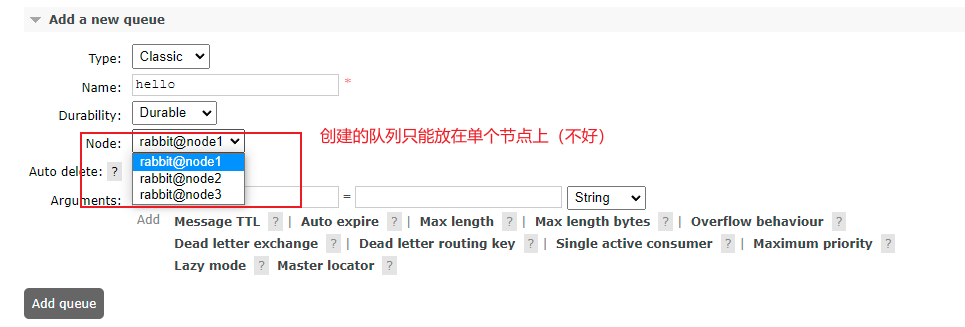 Add a new queue
Type: Classic
Name: hello *
Durability: Durable
Node: rabbit@node1 创建的队列只能放在单个节点上（不好）
rabbit@node1
Auto delete: ? rabbit@node2
rabbit@node3
Arguments: = String
Add Message TTL ? | Auto expire ? | Max length ? | Max length bytes ? | Overflow behaviour ?
Dead letter exchange ? | Dead letter routing key ? | Single active consumer ? | Maximum priority ?
Lazy mode ? Master locator ?
Add queue